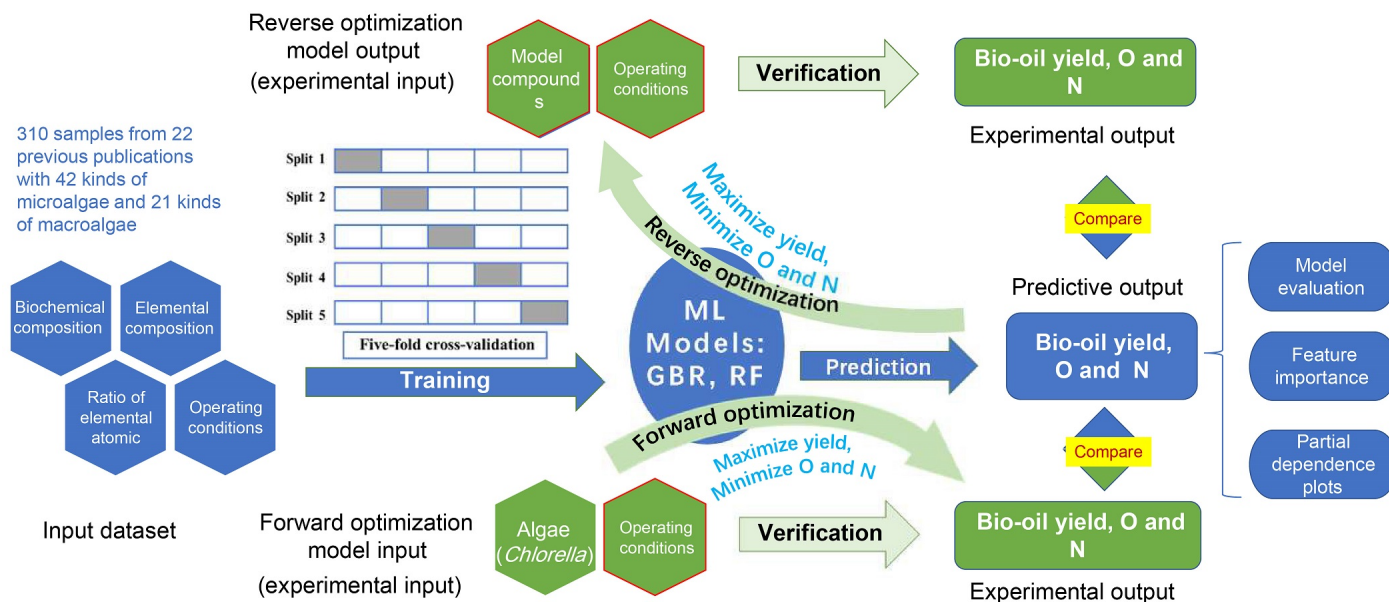 Reverse optimization
model output
(experimental input)
Model
compound
s
Operating
conditions
Verification
Bio-oil yield, O and
N
Experimental output
310 samples from 22
previous publications
with 42 kinds of
microalgae and 21 kinds
of macroalgae
Split 1
Split 2
Split 3
Split 4
Split 5
Five-fold cross-validation
Maximize yield,
Minimize O and N
Reverse optimization
Compare
Predictive output
Biochemical
composition
Elemental
composition
Ratio of
elemental
atomic
Operating
conditions
Input dataset
Training
ML
Models:
GBR, RF
Prediction
Bio-oil yield,
O and N
Model
evaluation
Feature
importance
Partial
dependence
plots
Forward optimization
Maximize yield,
Minimize O and N
Compare
Forward optimization
model input
(experimental input)
Algae
(Chlorella)
Operating
conditions
Verification
Bio-oil yield, O and
N
Experimental output